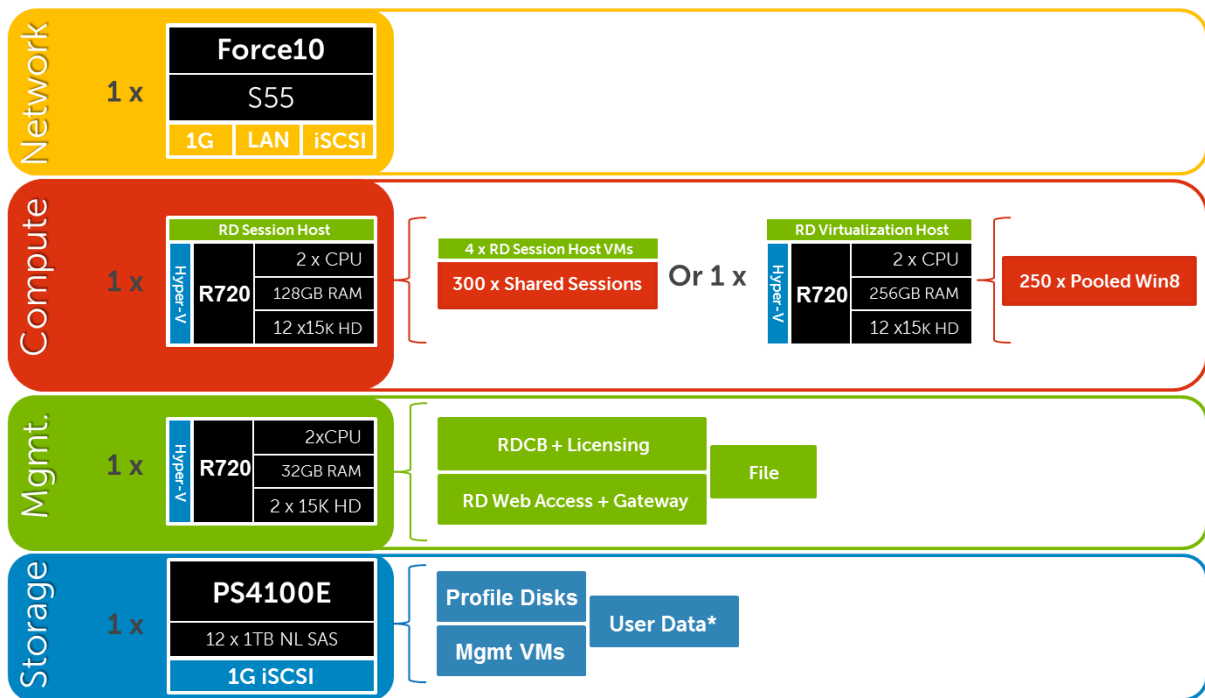 Network
1 x
Force10
S55
1G LAN iSCSI
Compute
1 x
RD Session Host
Hyper-V
R720
2 x CPU
128GB RAM
12 x15K HD
4 x RD Session Host VMs
300 x Shared Sessions
Or 1 x
RD Virtualization Host
Hyper-V
R720
2 x CPU
256GB RAM
12 x15K HD
250 x Pooled Win8
Mgmt.
1 x
Hyper-V
R720
2xCPU
32GB RAM
2 x 15K HD
RDCB + Licensing
RD Web Access + Gateway
File
Storage
1 x
PS4100E
12 x 1TB NL SAS
1G iSCSI
Profile Disks
Mgmt VMs
User Data*